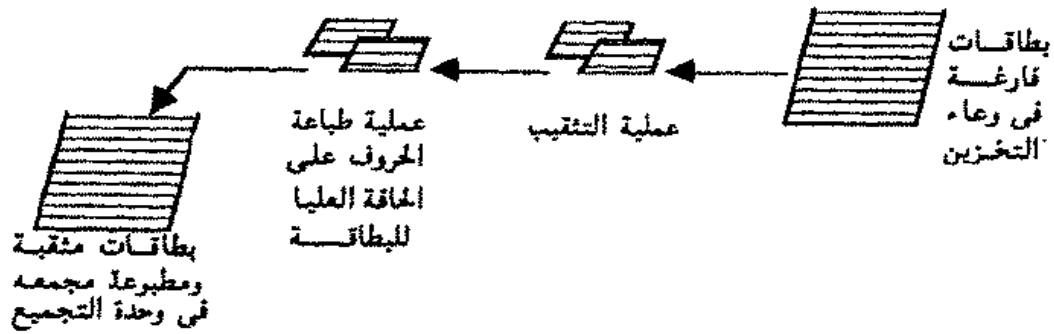 بطاقات
فارغة
فى وعاء
التخزين
عملية التثقيب
عملية طباعة
الحروف على
الحافة العليا
للبطاقة
بطاقات مثقبة
ومطبوعة مجمعه
فى وحدة التجميع